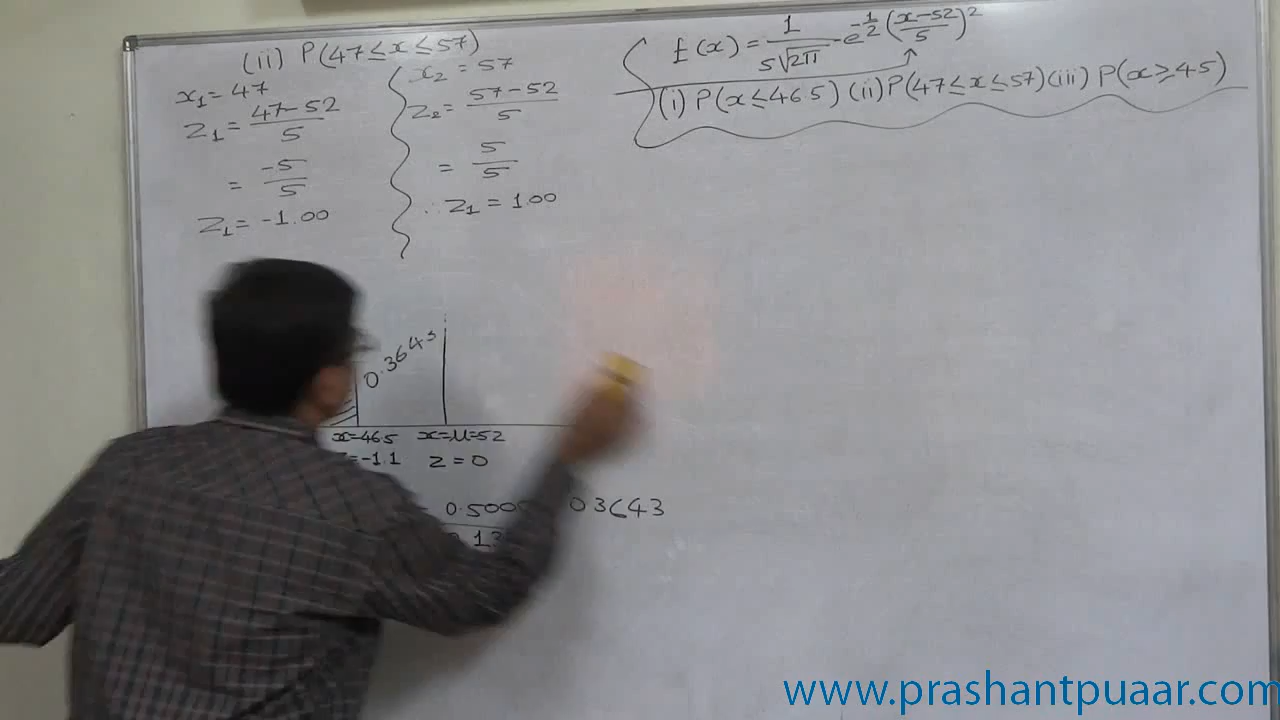 (ii) P(47≤x≤57)
x₁=47
Z₁=47-52/5
= -5/5
Z₁=-1.00
x₂=57
Z₂=57-52/5
= 5/5
∴Z₁=1.00
f(x)=1/5√2π e^-1/2(x-52/5)²
(i) P(x≤46.5) (ii) P(47≤x≤57) (iii) P(x≥45)
0.3643
x=46.5 x=μ=52
=-1.1 Z=0
0.3643
www.prashantpuaar.com